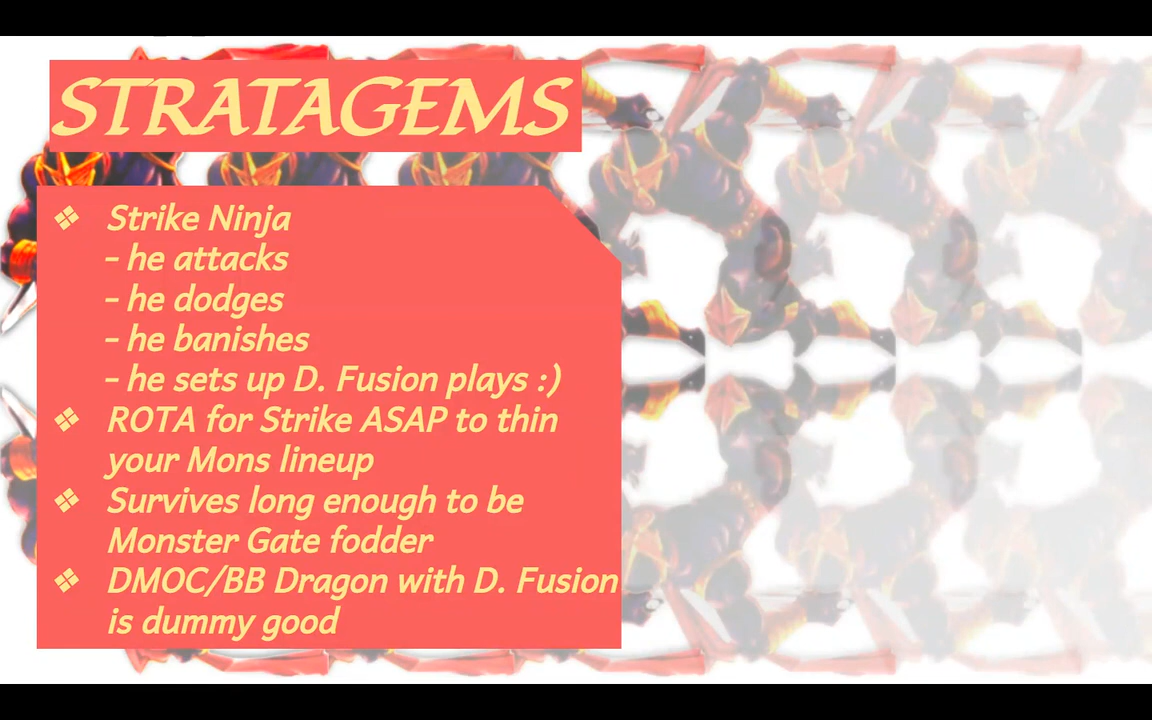 STRATAGEMS
❖ Strike Ninja
- he attacks
- he dodges
- he banishes
- he sets up D. Fusion plays :)
❖ ROTA for Strike ASAP to thin
your Mons lineup
❖ Survives long enough to be
Monster Gate fodder
❖ DMOC/BB Dragon with D. Fusion
is dummy good